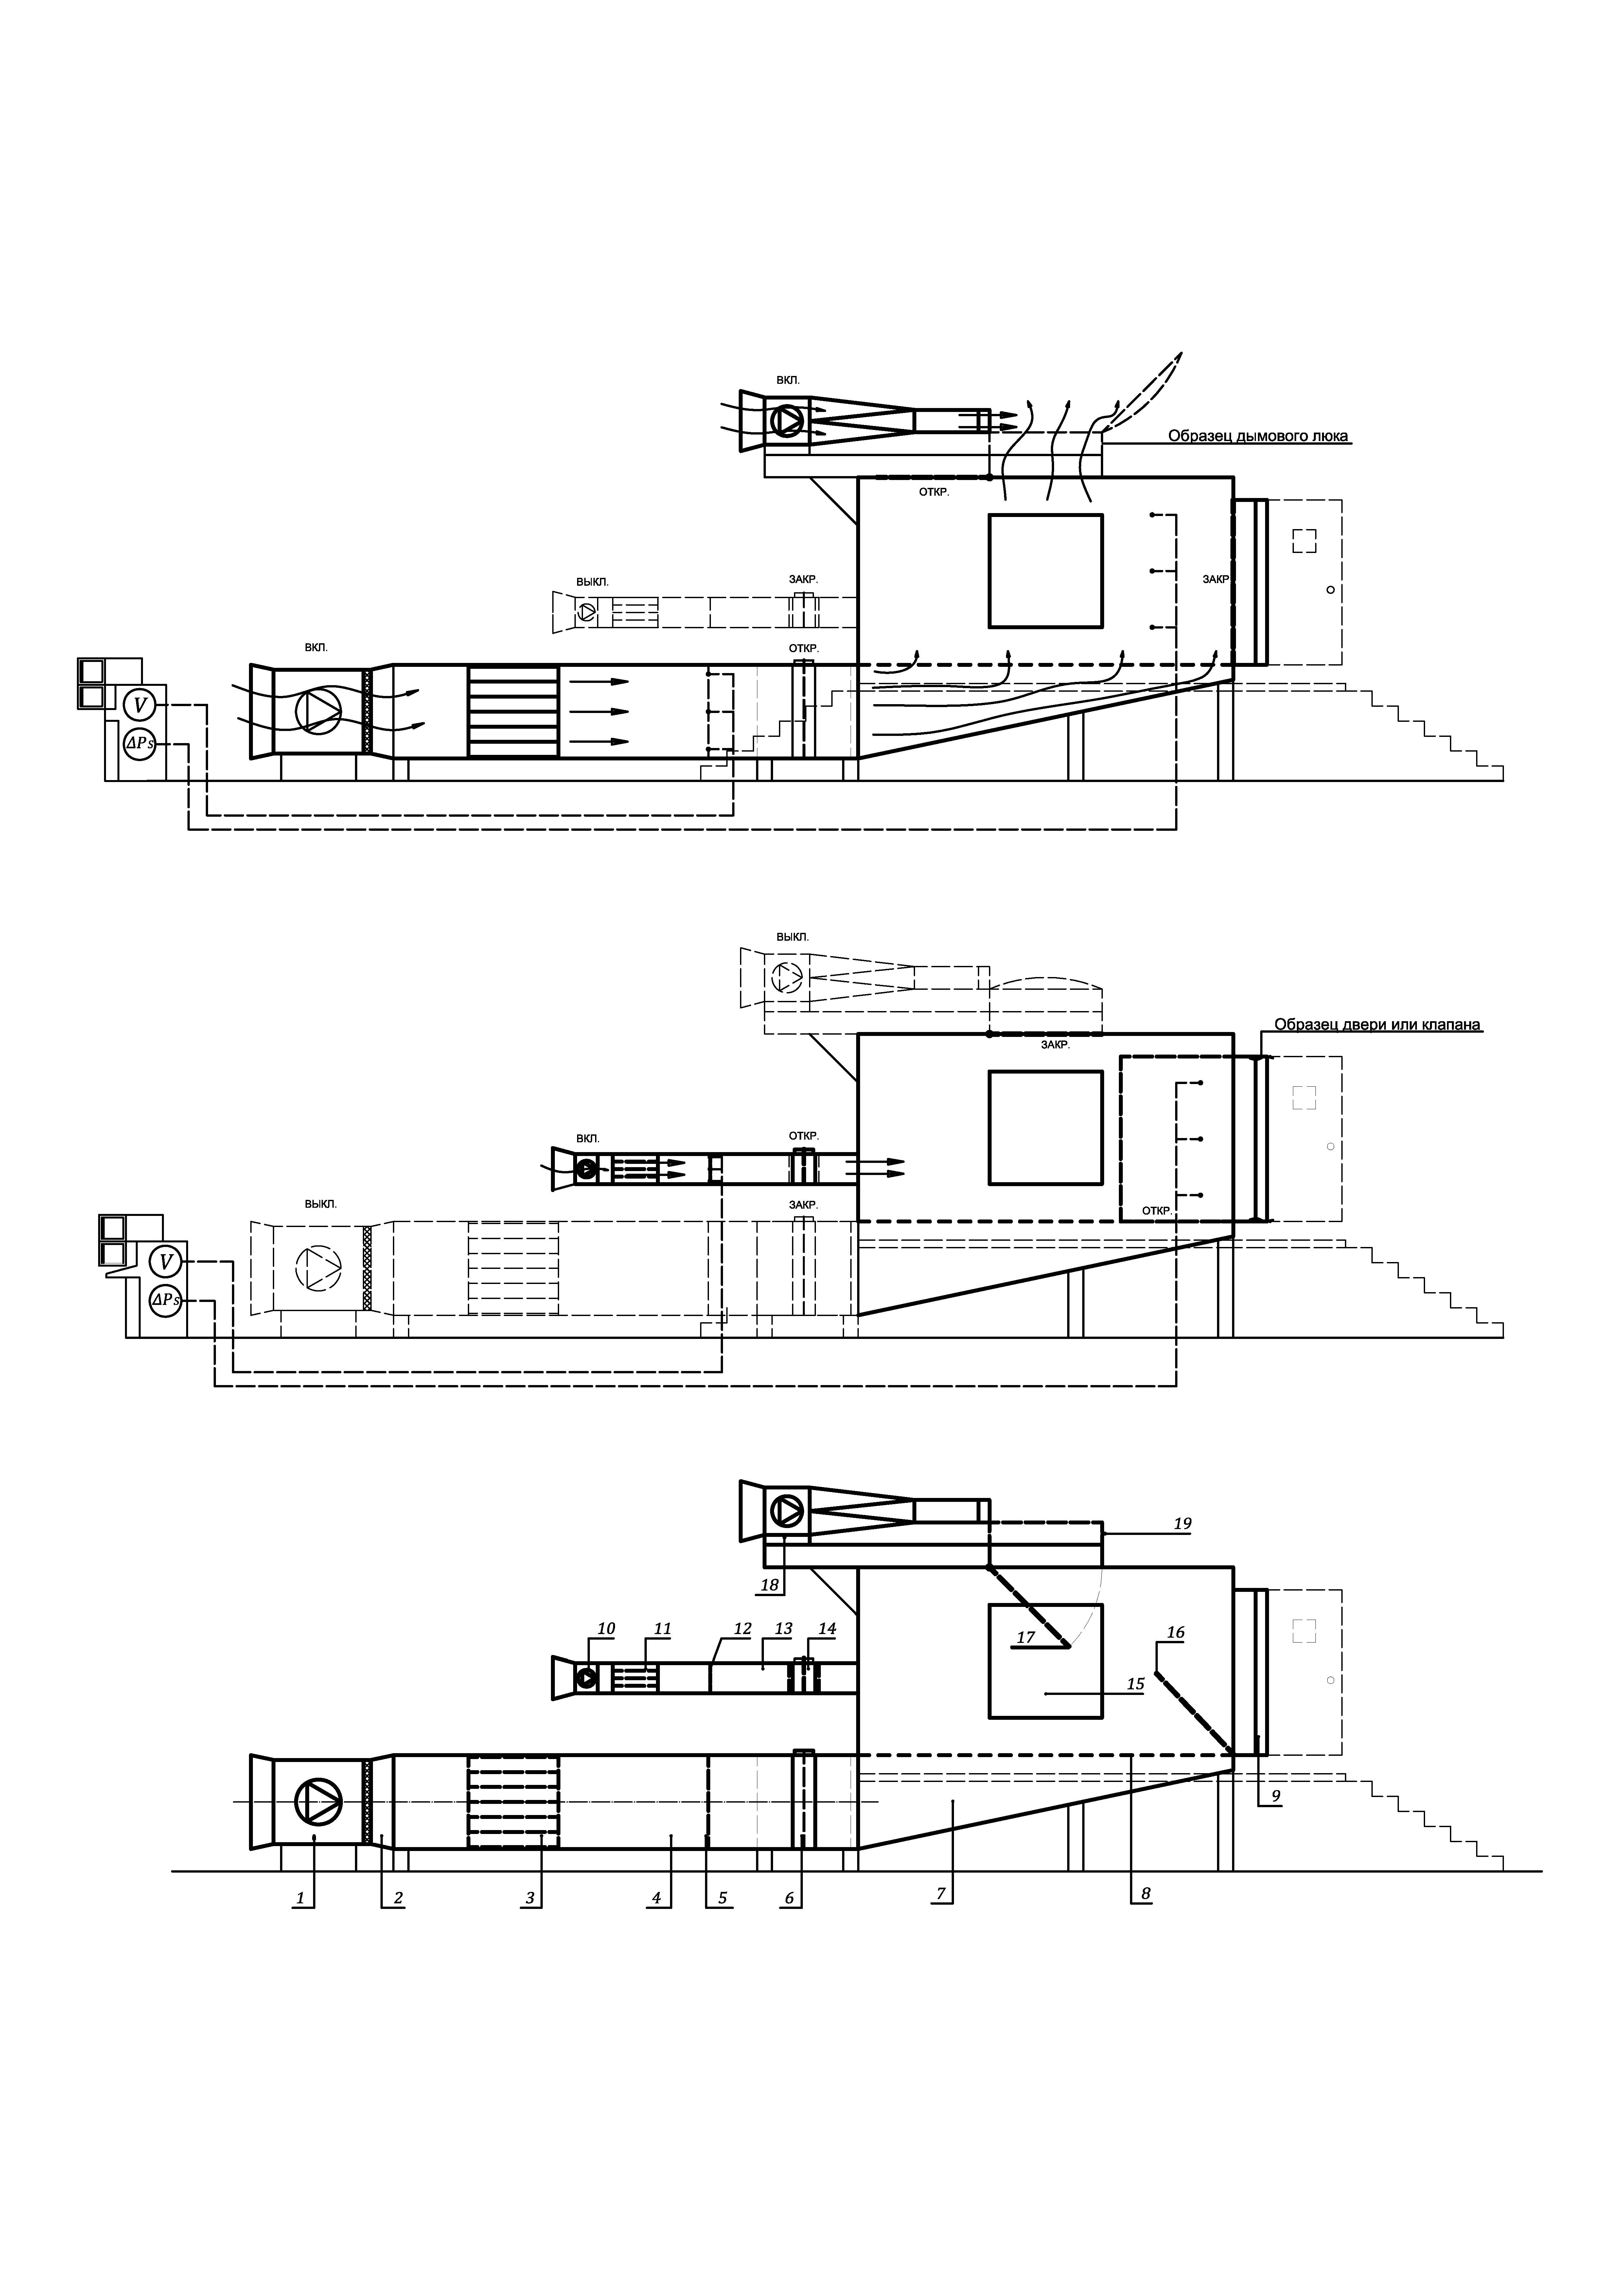 ВКЛ.
Образец дымового люка
ОТКР.
ВЫКЛ.
ЗАКР.
ЗАКР
ВКЛ.
ОТКР.
V
ΔPs
ВЫКЛ.
Образец двери или клапана
ЗАКР.
ВКЛ.
ОТКР.
ВЫКЛ.
ЗАКР.
ОТКР.
V
ΔPs
19
18
10
11
12
13
14
17
16
15
9
1
2
3
4
5
6
7
8